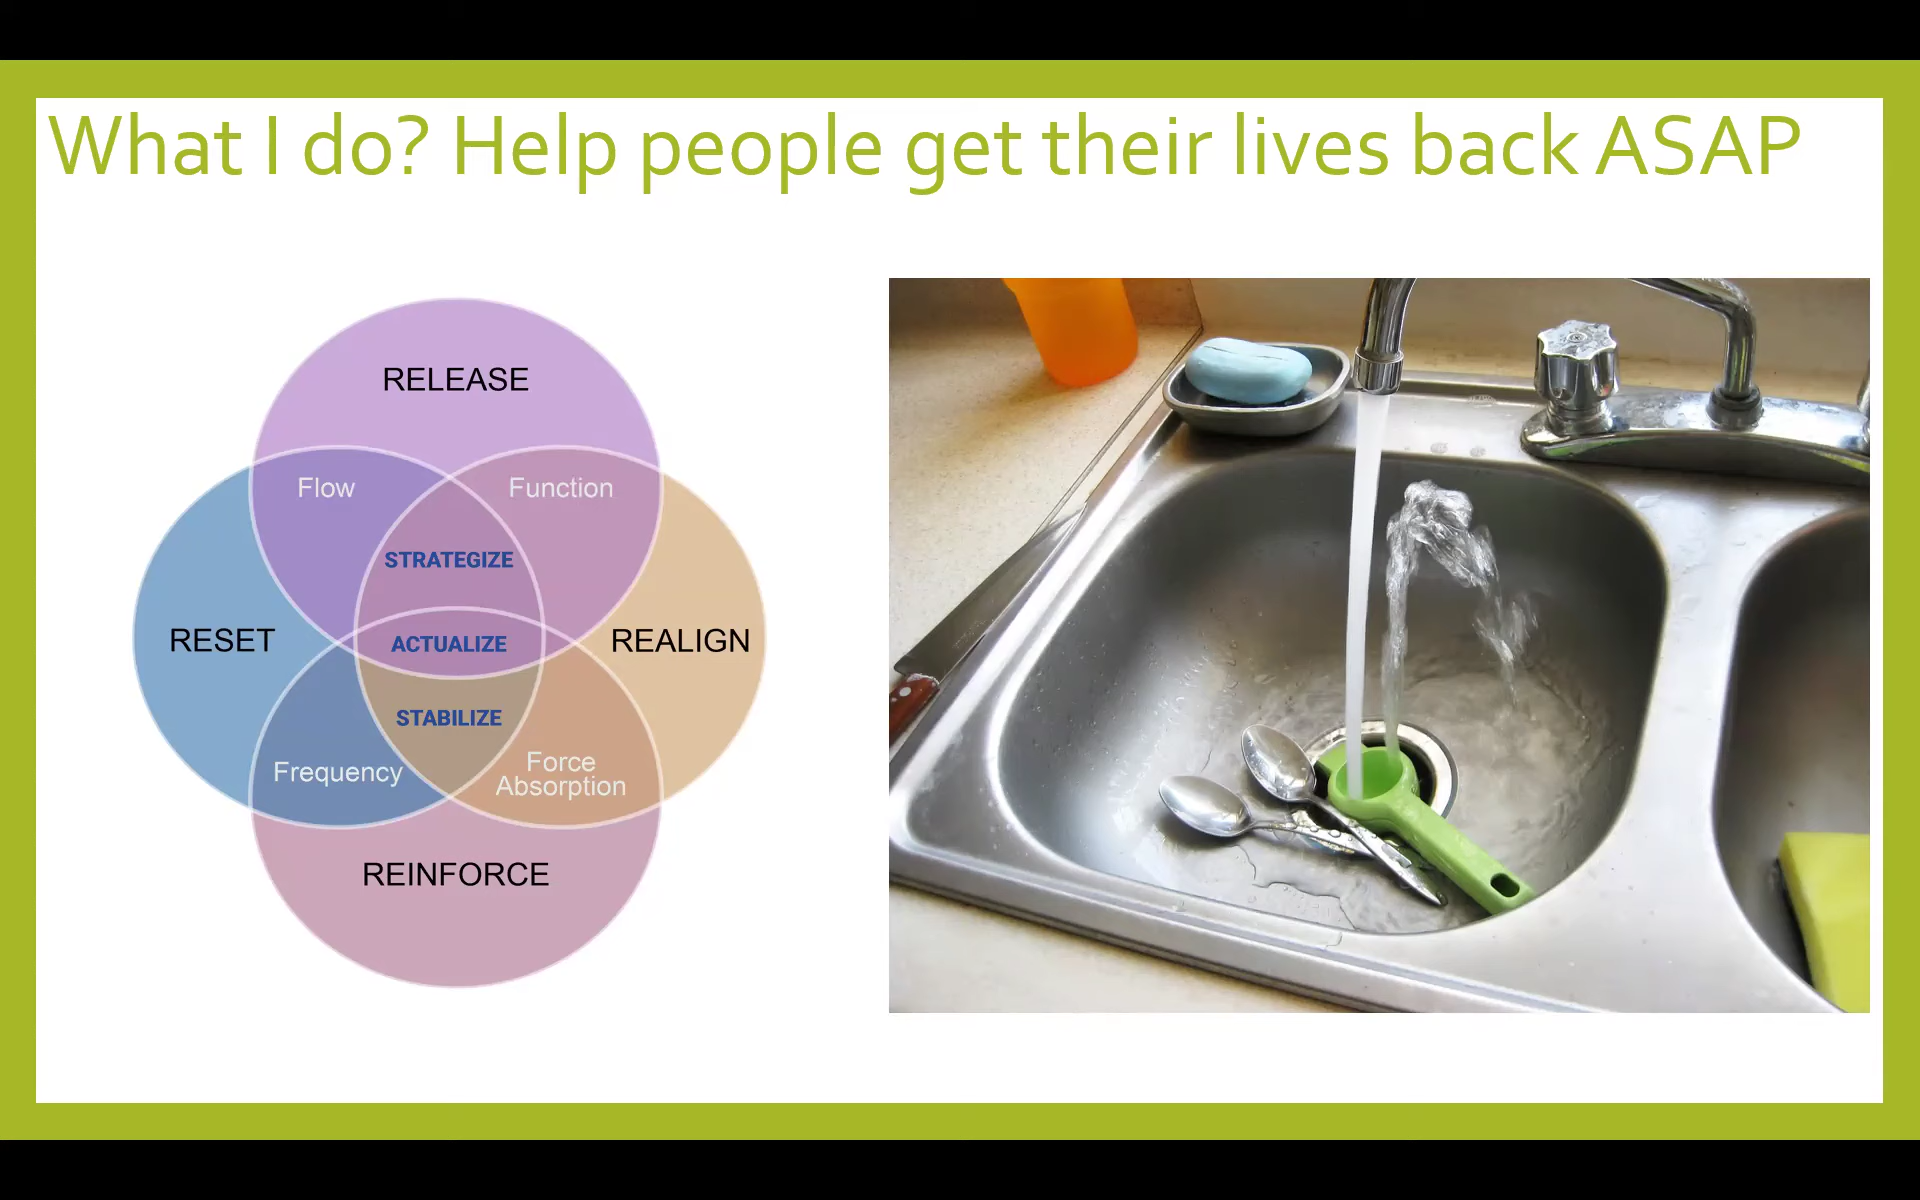 What I do? Help people get their lives back ASAP
RELEASE
Flow
Function
STRATEGIZE
RESET
ACTUALIZE
REALIGN
STABILIZE
Frequency
Force
Absorption
REINFORCE